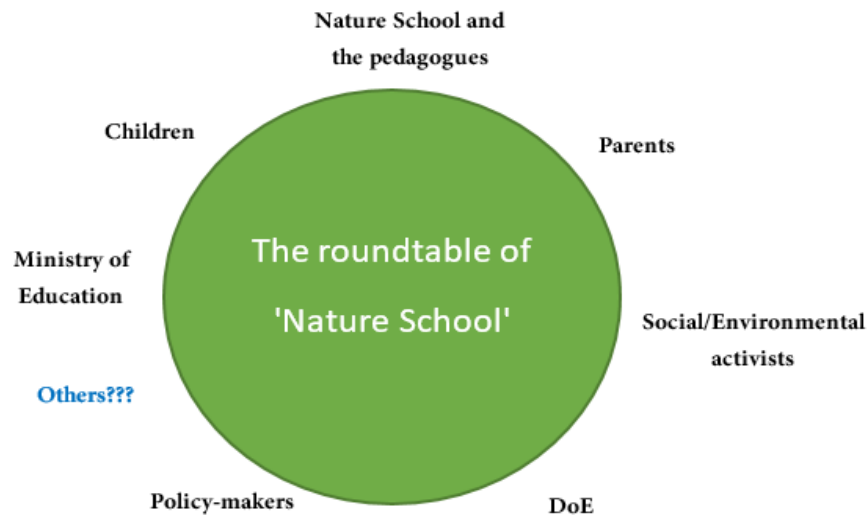 Nature School and
the pedagogues
Children
Parents
The roundtable of
'Nature School'
Ministry of
Education
Social/Environmental
activists
Others???
Policy-makers
DoE